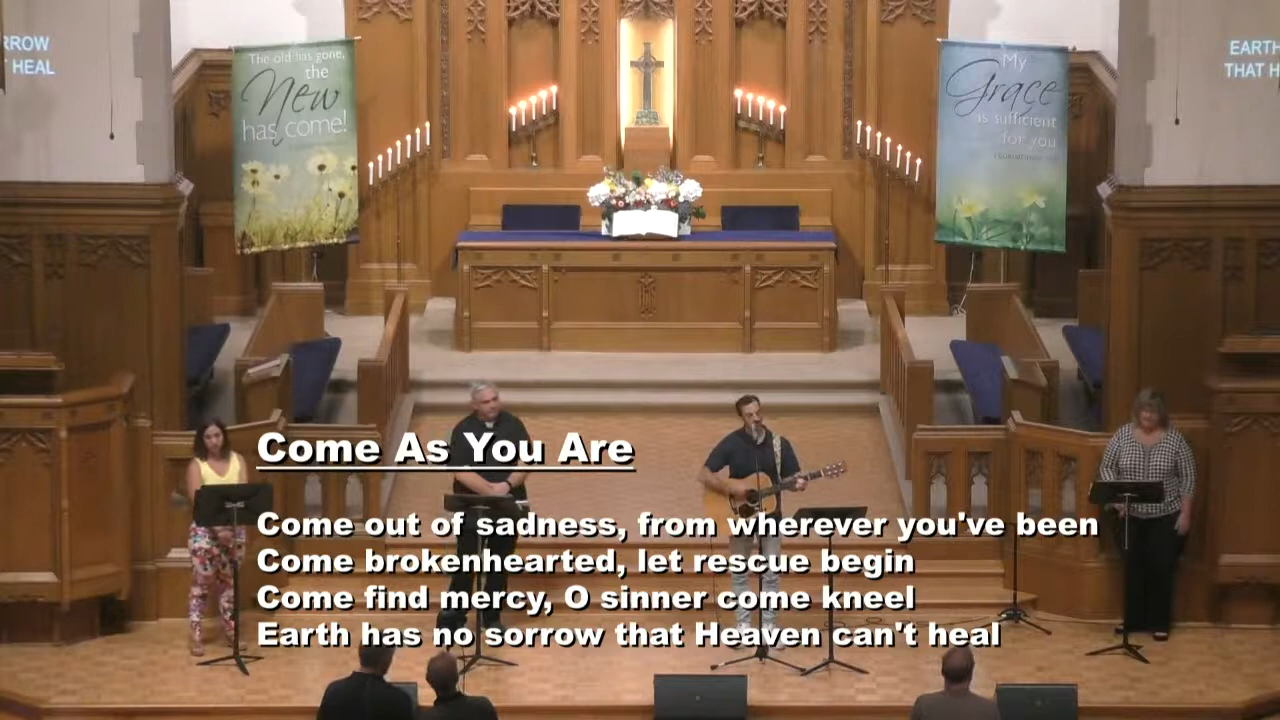 RROW
HEAL
The old has gone,
the
New
has come!
My
Grace
is sufficient
for you
EARTH
THAT H
Come As You Are
Come out of sadness, from wherever you've been
Come brokenhearted, let rescue begin
Come find mercy, O sinner come kneel
Earth has no sorrow that Heaven can't heal